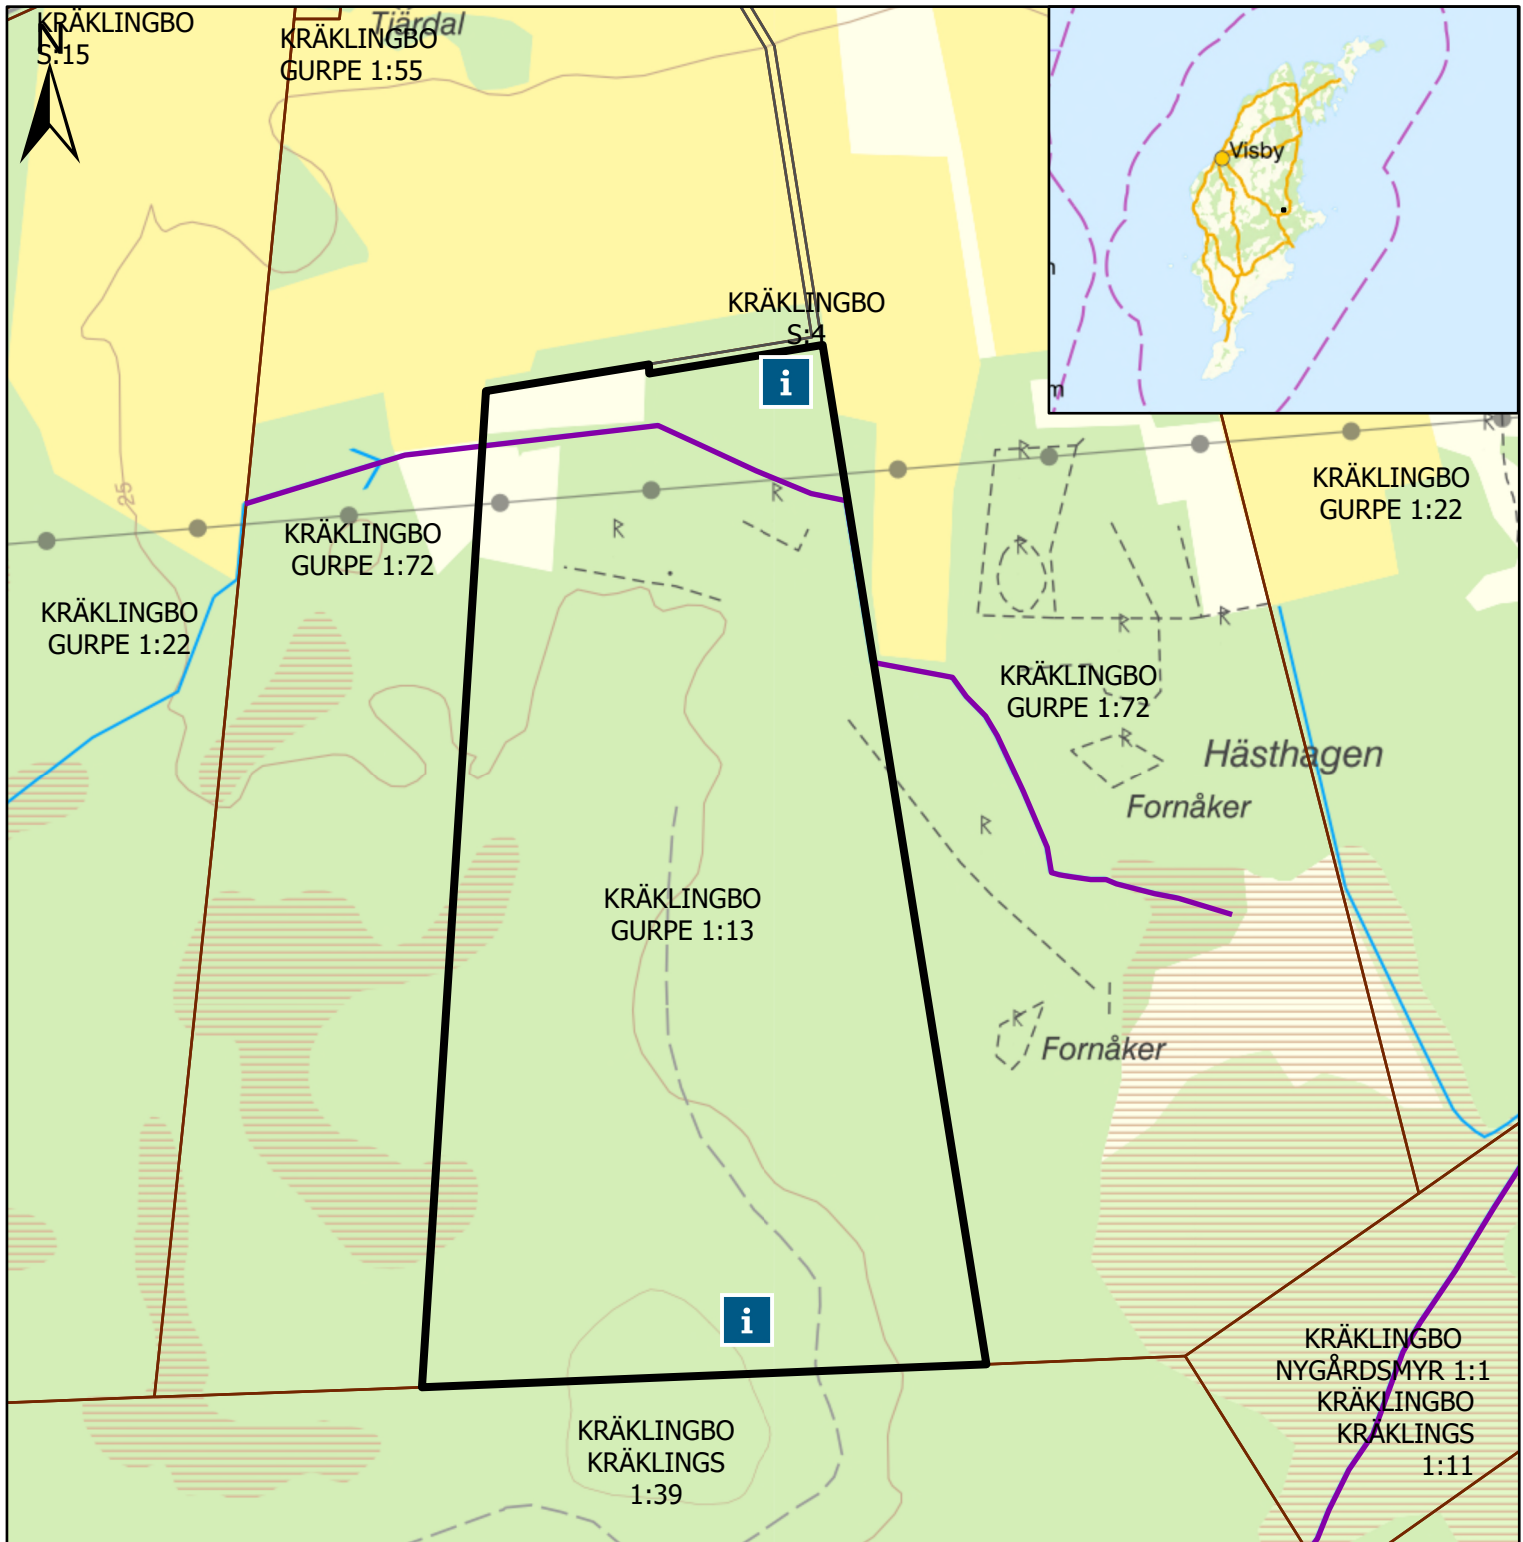 KRÄKLINGBO
S:15
N
Tjärdal
KRÄKLINGBO
GURPE 1:55
Visby
n
m
KRÄKLINGBO
S:4
i
25
KRÄKLINGBO
GURPE 1:72
KRÄKLINGBO
GURPE 1:22
KRÄKLINGBO
GURPE 1:22
R
R
R
R
R
R
R
KRÄKLINGBO
GURPE 1:72
R
Hästhagen
Fornåker
R
KRÄKLINGBO
GURPE 1:13
R
Fornåker
i
KRÄKLINGBO
NYGÅRDSMYR 1:1
KRÄKLINGBO
KRÄKLINGS
1:11
KRÄKLINGBO
KRÄKLINGS
1:39